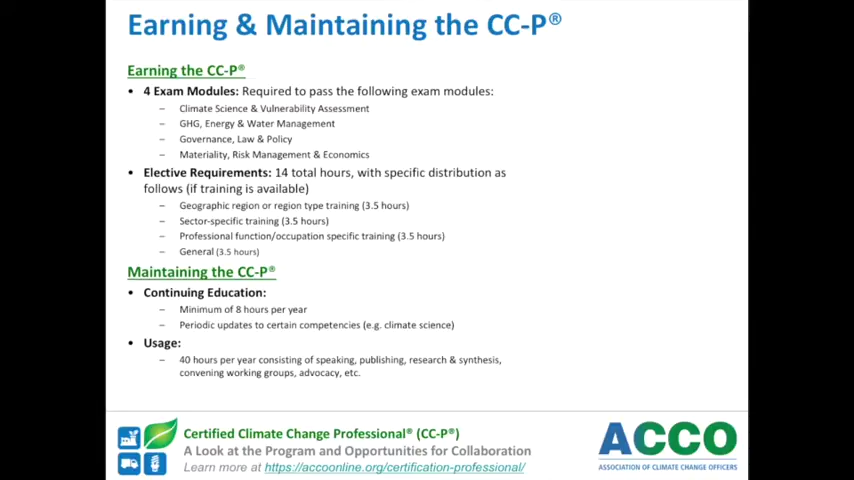 Earning & Maintaining the CC-P®
Earning the CC-P®
• 4 Exam Modules: Required to pass the following exam modules:
– Climate Science & Vulnerability Assessment
– GHG, Energy & Water Management
– Governance, Law & Policy
– Materiality, Risk Management & Economics
• Elective Requirements: 14 total hours, with specific distribution as
follows (if training is available)
– Geographic region or region type training (3.5 hours)
– Sector-specific training (3.5 hours)
– Professional function/occupation specific training (3.5 hours)
– General (3.5 hours)
Maintaining the CC-P®
• Continuing Education:
– Minimum of 8 hours per year
– Periodic updates to certain competencies (e.g. climate science)
• Usage:
– 40 hours per year consisting of speaking, publishing, research & synthesis,
convening working groups, advocacy, etc.
Certified Climate Change Professional® (CC-P®)
A Look at the Program and Opportunities for Collaboration
Learn more at https://accoonline.org/certification-professional/
ACCO
ASSOCIATION OF CLIMATE CHANGE OFFICERS